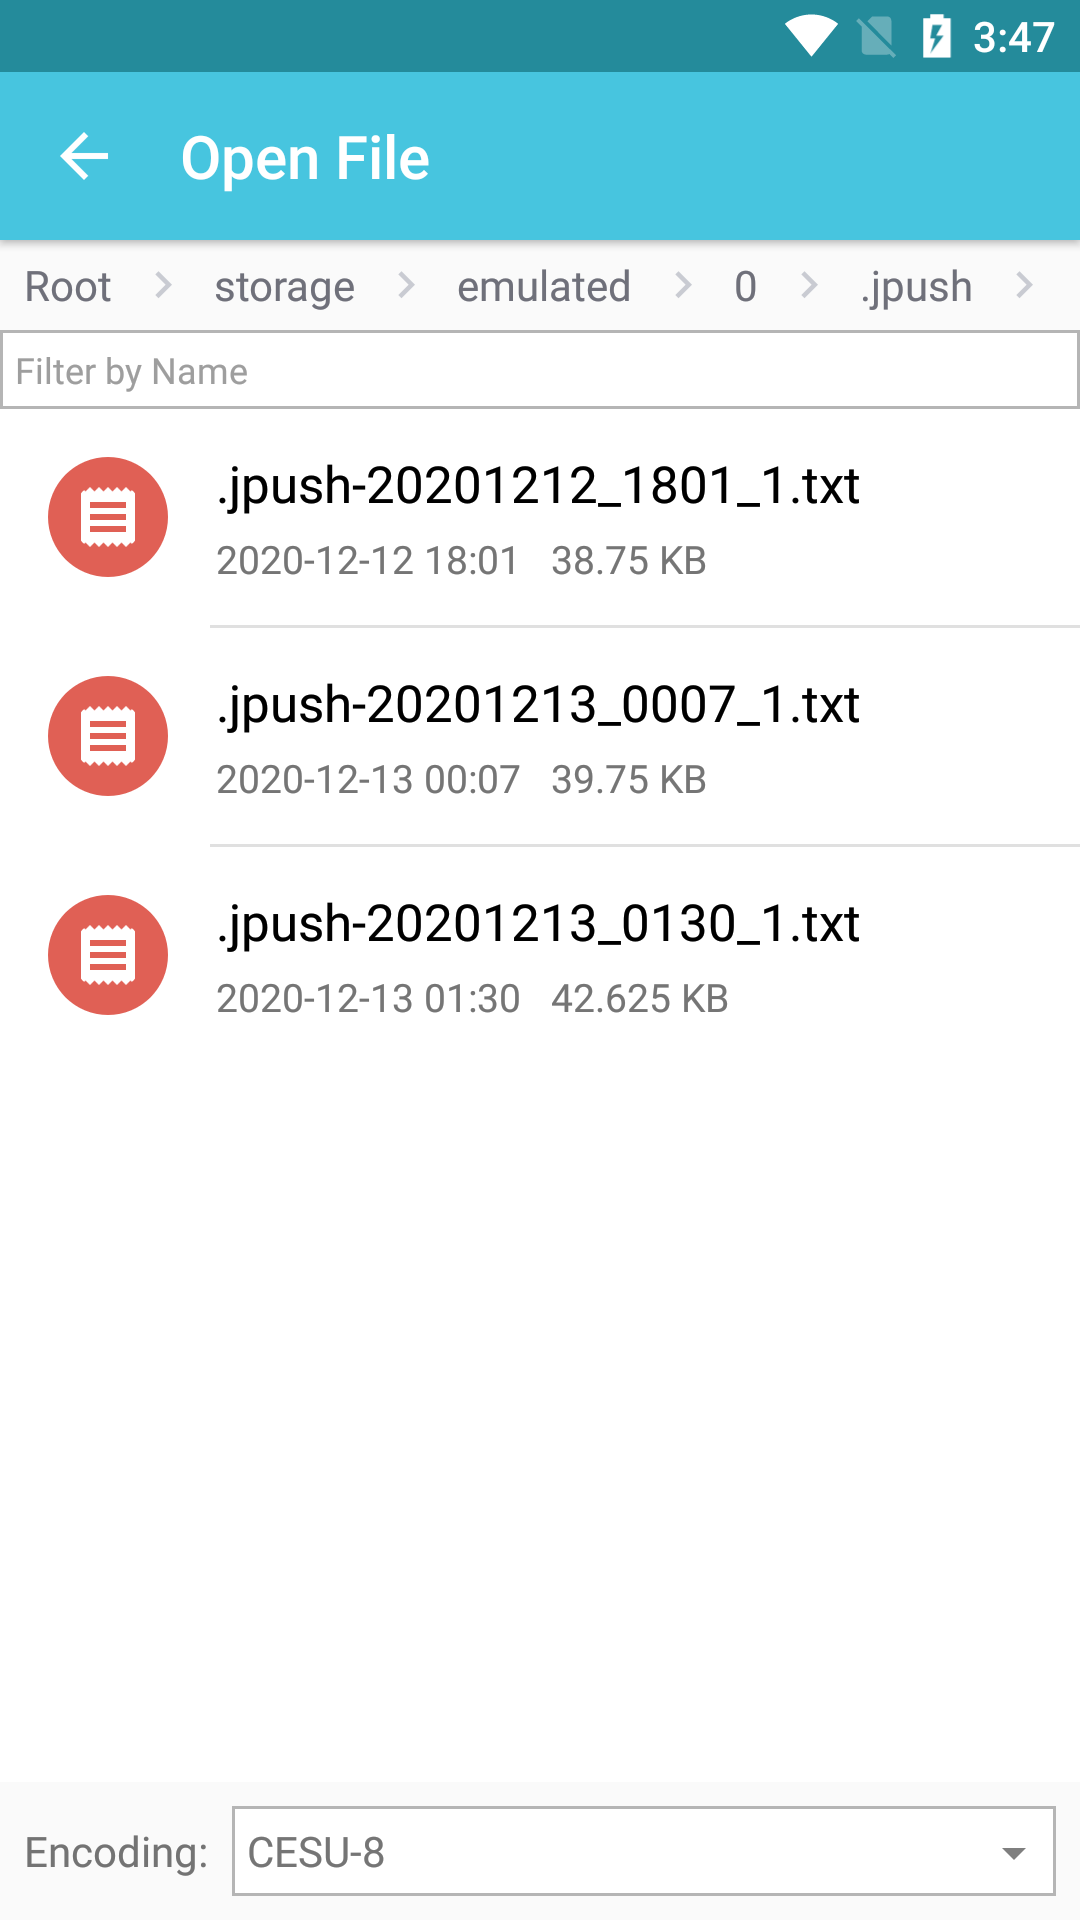 3:47
Open File
Root storage emulated 0 .jpush
Filter by Name
.jpush-20201212_1801_1.txt
2020-12-12 18:01 38.75 KB
.jpush-20201213_0007_1.txt
2020-12-13 00:07 39.75 KB
.jpush-20201213_0130_1.txt
2020-12-13 01:30 42.625 KB
Encoding: CESU-8